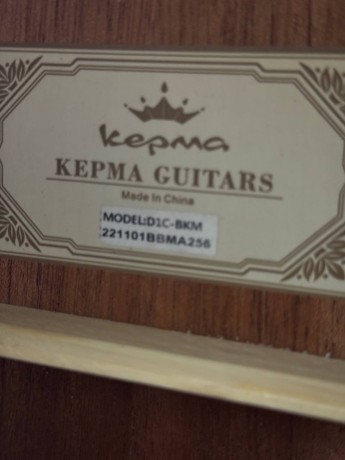 kepma
KEPMA GUITARS
Made In China
MODEL:D1C-BKM
221101BBMA256